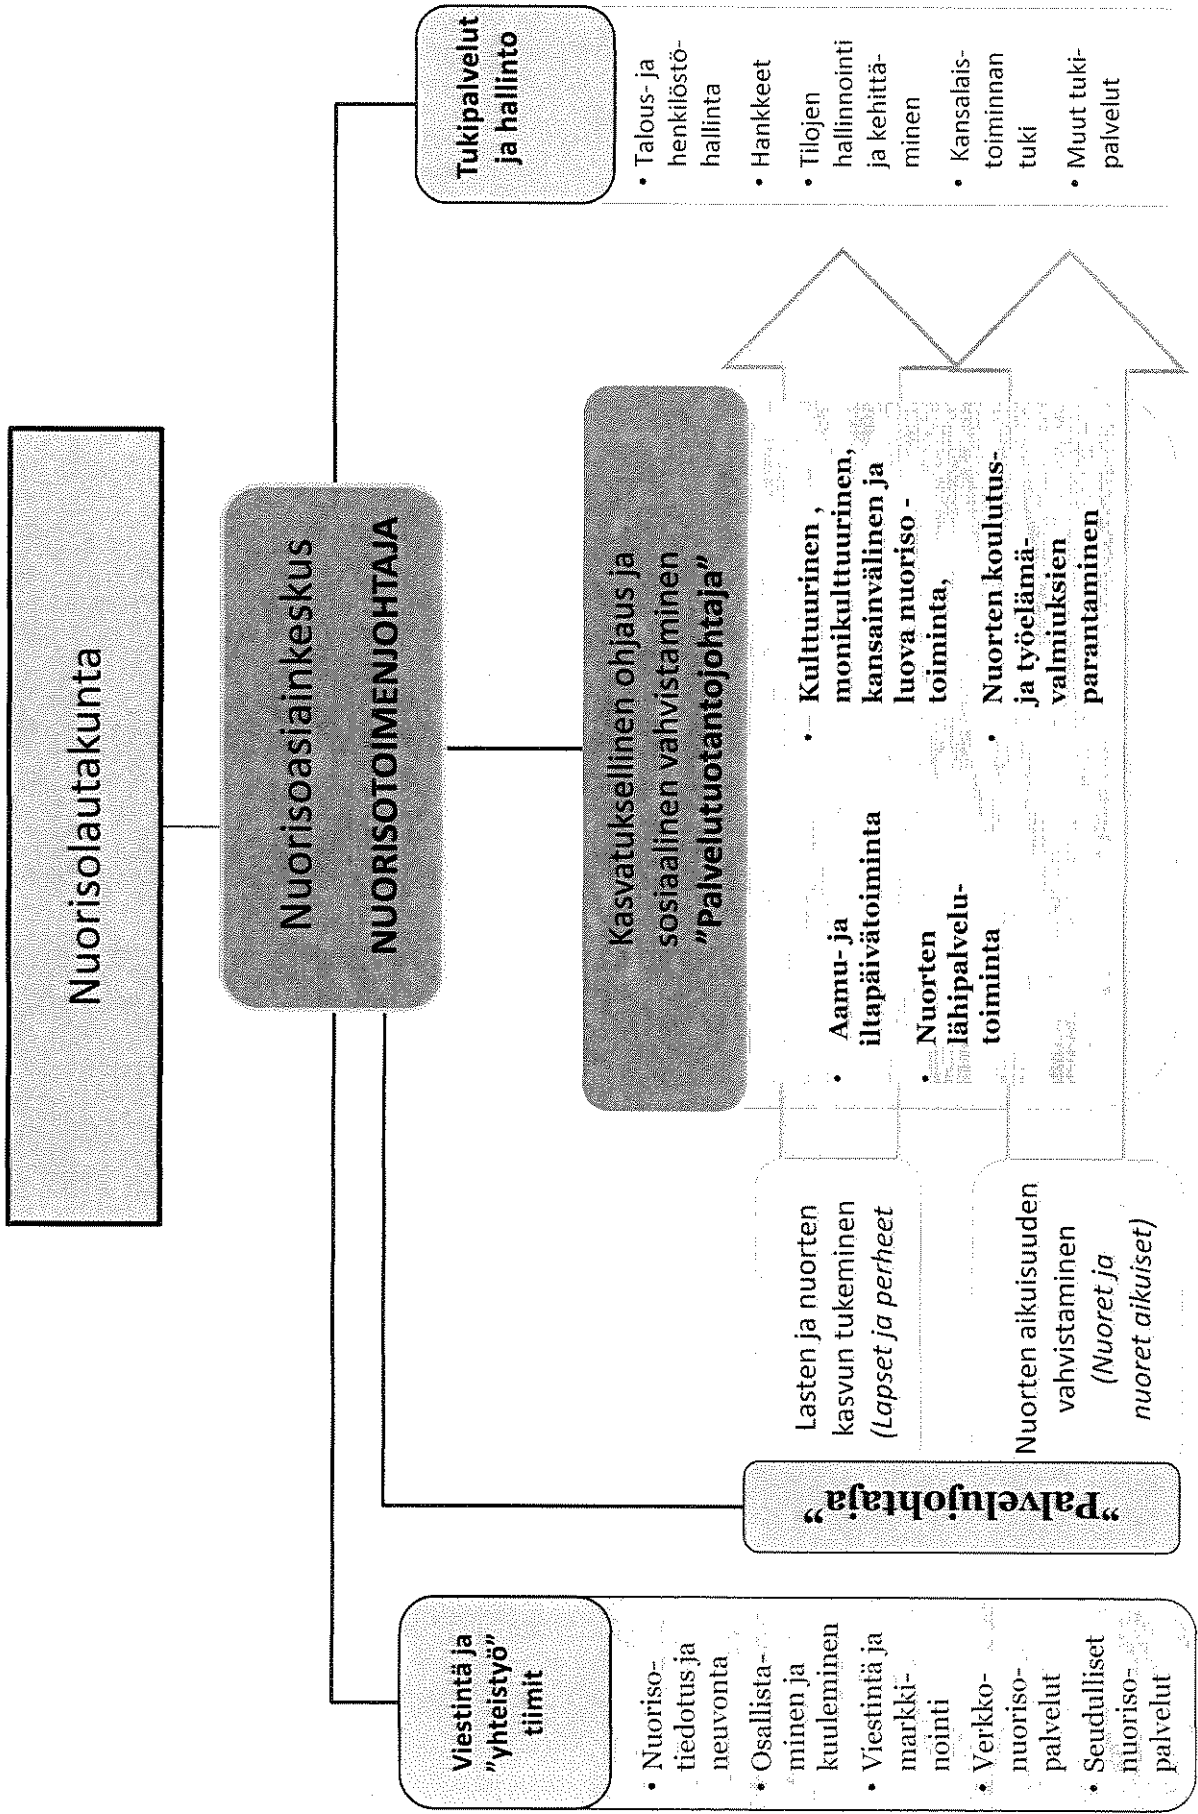 Nuorisolautakunta
Nuorisoasiainkeskus
NUORISOTOIMENJOHTAJA
Viestintä ja
”yhteistyö”
tiimit
• Nuoriso-
tiedotus ja
neuvonta
• Osallista-
minen ja
kuuleminen
• Viestintä ja
markki-
nointi
• Verkko-
nuoriso-
palvelut
• Seudulliset
nuoriso-
palvelut
”Palvelujohtaja”
Lasten ja nuorten
kasvun tukeminen
(Lapset ja perheet
Nuorten aikuisuuden
vahvistaminen
(Nuoret ja
nuoret aikuiset)
Kasvatuksellinen ohjaus ja
sosiaalinen vahvistaminen
”Palvelutuotantojohtaja”
• Aamu- ja
iltapäivätoiminta
• Nuorten
lähipalvelu-
toiminta
• Kulttuurinen ,
monikulttuurinen,
kansainvälinen ja
luova nuoriso -
toiminta,
• Nuorten koulutus-
ja työelämä-
valmiuksien
parantaminen
Tukipalvelut
ja hallinto
• Talous- ja
henkilöstö-
hallinta
• Hankkeet
• Tilojen
hallinnointi
ja kehittä-
minen
• Kansalais-
toiminnan
tuki
• Muut tuki-
palvelut